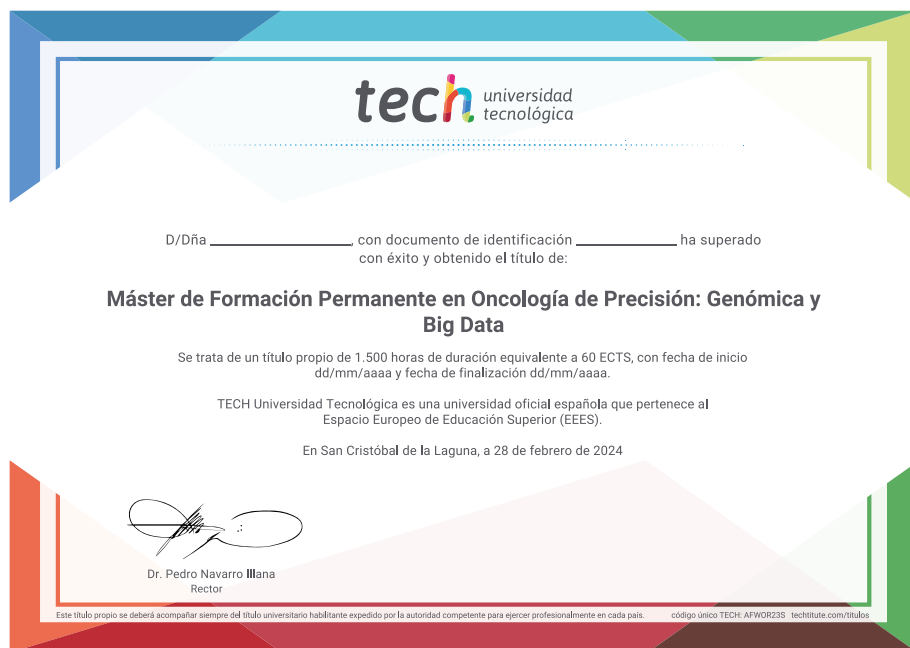 tech universidad
tecnológica
D/Dña ________________, con documento de identificación ____________ ha superado
con éxito y obtenido el título de:
Máster de Formación Permanente en Oncología de Precisión: Genómica y
Big Data
Se trata de un título propio de 1.500 horas de duración equivalente a 60 ECTS, con fecha de inicio
dd/mm/aaaa y fecha de finalización dd/mm/aaaa.
TECH Universidad Tecnológica es una universidad oficial española que pertenece al
Espacio Europeo de Educación Superior (EEES).
En San Cristóbal de la Laguna, a 28 de febrero de 2024
Dr. Pedro Navarro Illana
Rector
Este título propio se deberá acompañar siempre del título universitario habilitante expedido por la autoridad competente para ejercer profesionalmente en cada país. código único TECH: AFWOR23S techtitute.com/titulos